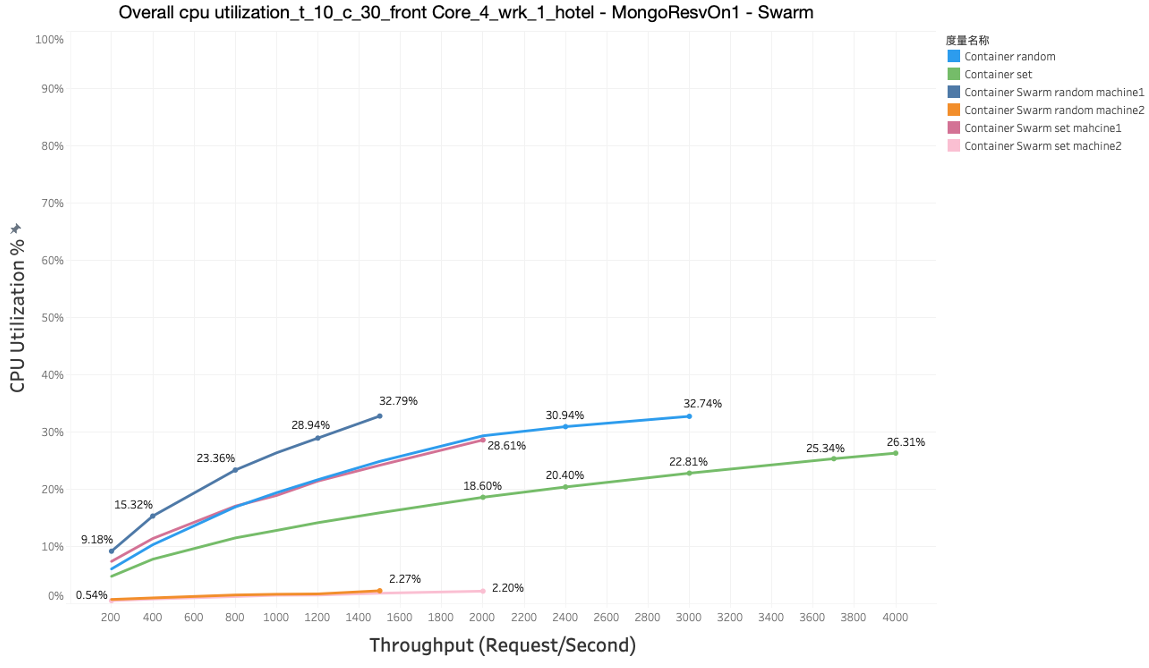 Overall cpu utilization_t_10_c_30_front Core_4_wrk_1_hotel - MongoResvOn1 - Swarm
度量名称
Container random
Container set
Container Swarm random machine1
Container Swarm random machine2
Container Swarm set mahcine1
Container Swarm set machine2
CPU Utilization %
100%
90%
80%
70%
60%
50%
40%
30%
20%
10%
0%
9.18%
15.32%
23.36%
28.94%
32.79%
30.94%
32.74%
28.61%
18.60%
20.40%
22.81%
25.34%
26.31%
0.54%
2.27%
2.20%
200 400 600 800 1000 1200 1400 1600 1800 2000 2200 2400 2600 2800 3000 3200 3400 3600 3800 4000
Throughput (Request/Second)